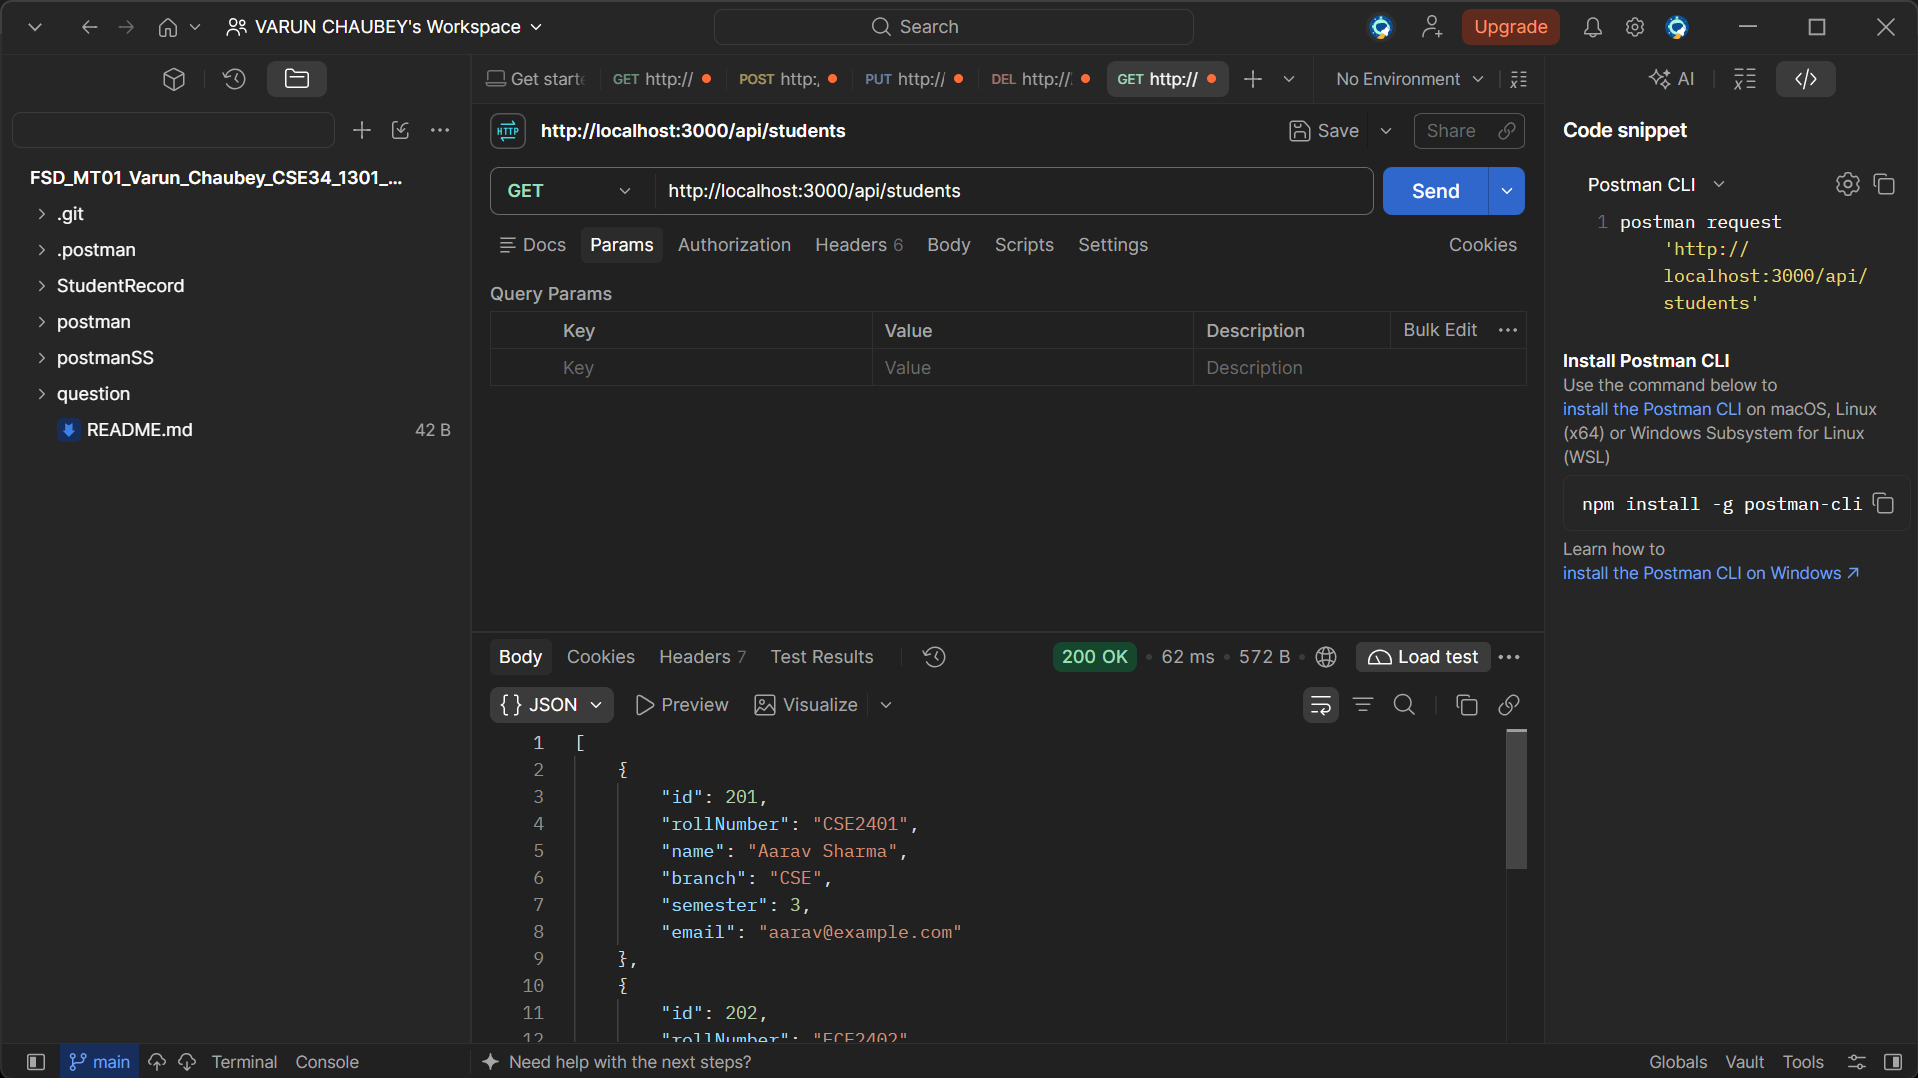 VARUN CHAUBEY's Workspace
Search
Upgrade
Get starte
GET http://
POST http:,
PUT http:/
DEL http://
GET http://
No Environment
AI
HTTP
http://localhost:3000/api/students
Save
Share
Code snippet
FSD_MT01_Varun_Chaubey_CSE34_1301_...
.git
.postman
StudentRecord
postman
postmanSS
question
README.md 42 B
GET
http://localhost:3000/api/students
Send
Docs Params Authorization Headers 6 Body Scripts Settings Cookies
Query Params
Key Value Description Bulk Edit
Key Value Description
Postman CLI
1 postman request
'http://
localhost:3000/api/
students'
Install Postman CLI
Use the command below to
install the Postman CLI on macOS, Linux
(x64) or Windows Subsystem for Linux
(WSL)
npm install -g postman-cli
Learn how to
install the Postman CLI on Windows
Body Cookies Headers 7 Test Results
200 OK • 62 ms • 572 B
Load test
{} JSON Preview Visualize
1 [
2 {
3 "id": 201,
4 "rollNumber": "CSE2401",
5 "name": "Aarav Sharma",
6 "branch": "CSE",
7 "semester": 3,
8 "email": "aarav@example.com"
9 },
10 {
11 "id": 202,
12 "rollNumber": "ECE2402"
main
Terminal
Console
Need help with the next steps?
Globals
Vault
Tools